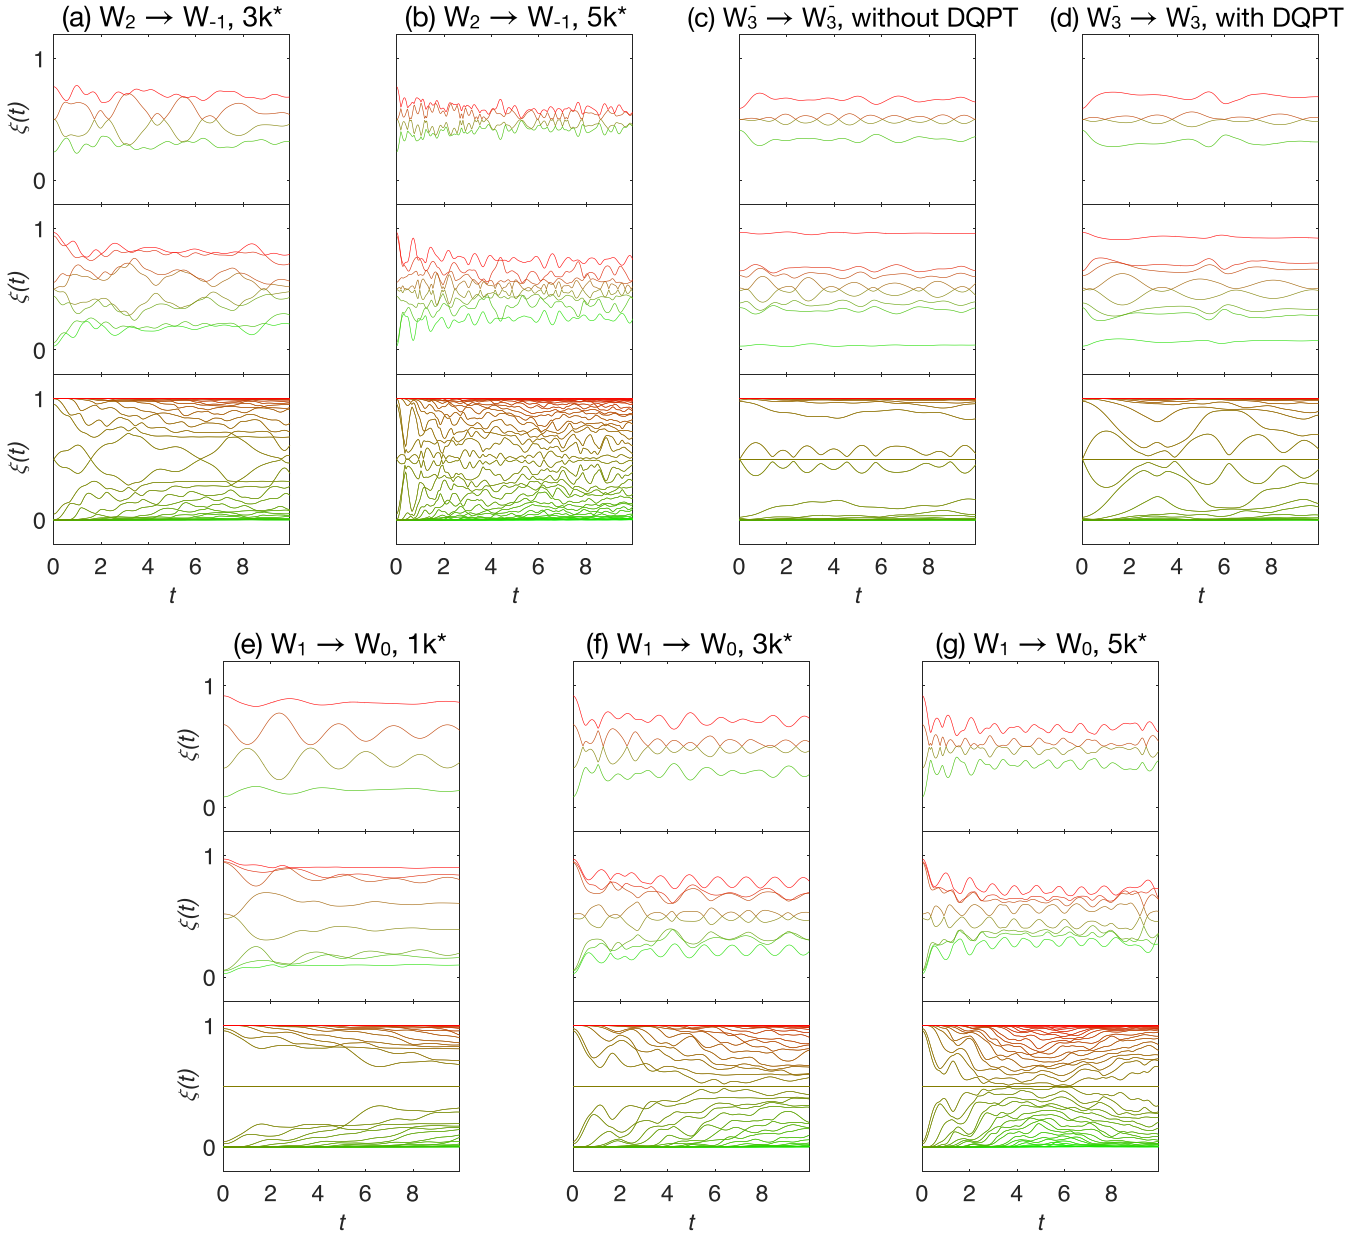 (a) W₂ → W₋₁, 3k*
(b) W₂ → W₋₁, 5k*
(c) W₃⁻ → W₃⁻, without DQPT
(d) W₃⁻ → W₃⁻, with DQPT
1
ξ(t)
0
1
ξ(t)
0
1
ξ(t)
0
0 2 4 6 8
t
0 2 4 6 8
t
0 2 4 6 8
t
0 2 4 6 8
t
(e) W₁ → W₀, 1k*
(f) W₁ → W₀, 3k*
(g) W₁ → W₀, 5k*
1
ξ(t)
0
1
ξ(t)
0
1
ξ(t)
0
0 2 4 6 8
t
0 2 4 6 8
t
0 2 4 6 8
t